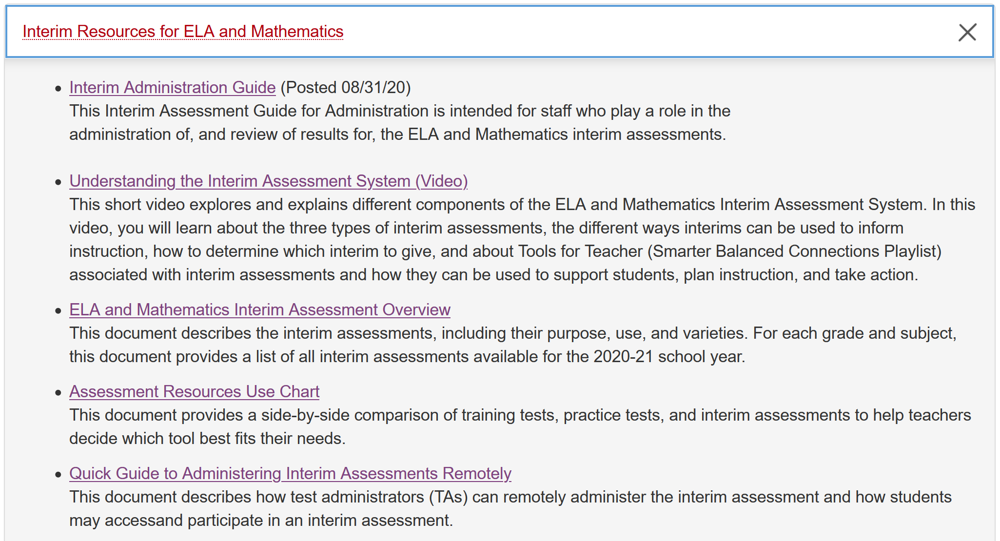 Interim Resources for ELA and Mathematics
Interim Administration Guide (Posted 08/31/20)
This Interim Assessment Guide for Administration is intended for staff who play a role in the
administration of, and review of results for, the ELA and Mathematics interim assessments.
Understanding the Interim Assessment System (Video)
This short video explores and explains different components of the ELA and Mathematics Interim Assessment System. In this
video, you will learn about the three types of interim assessments, the different ways interims can be used to inform
instruction, how to determine which interim to give, and about Tools for Teacher (Smarter Balanced Connections Playlist)
associated with interim assessments and how they can be used to support students, plan instruction, and take action.
ELA and Mathematics Interim Assessment Overview
This document describes the interim assessments, including their purpose, use, and varieties. For each grade and subject,
this document provides a list of all interim assessments available for the 2020-21 school year.
Assessment Resources Use Chart
This document provides a side-by-side comparison of training tests, practice tests, and interim assessments to help teachers
decide which tool best fits their needs.
Quick Guide to Administering Interim Assessments Remotely
This document describes how test administrators (TAs) can remotely administer the interim assessment and how students
may accessand participate in an interim assessment.